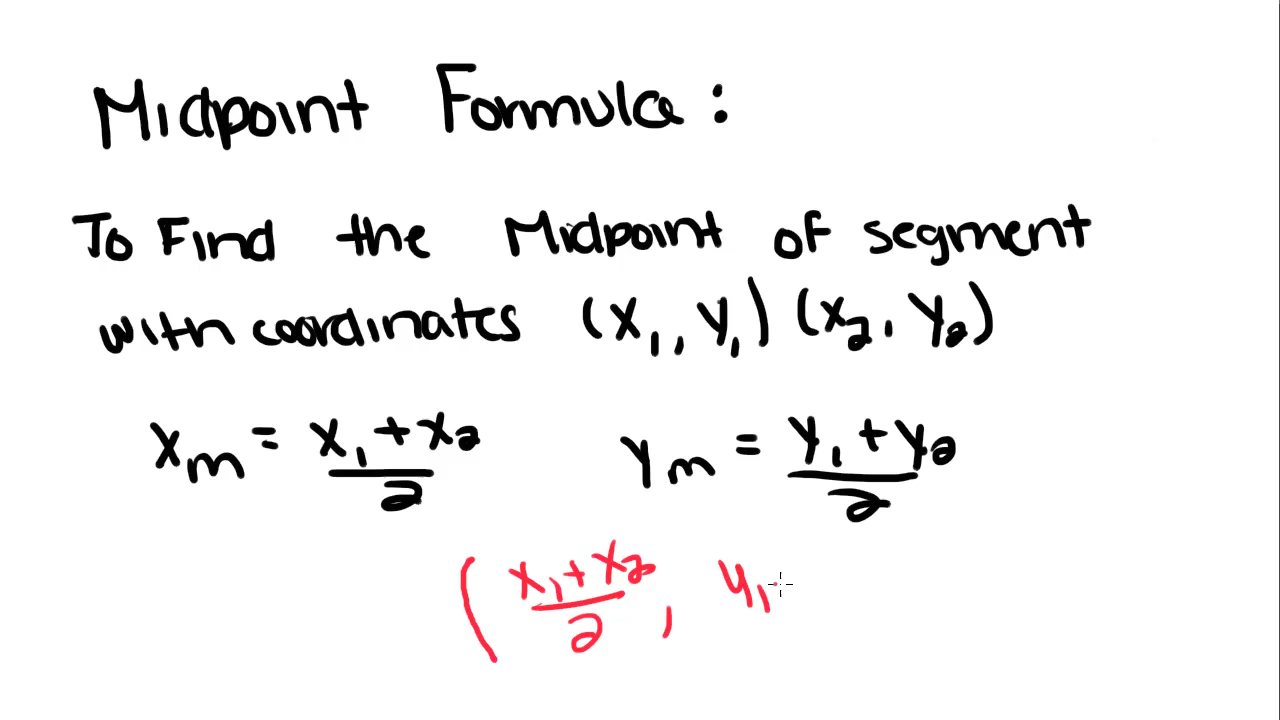 Midpoint Formula:
To Find the Midpoint of segment
with coordinates (x₁, y₁) (x₂, y₂)
xₘ = (x₁ + x₂)/2 yₘ = (y₁ + y₂)/2
( (x₁ + x₂)/2 , y₁